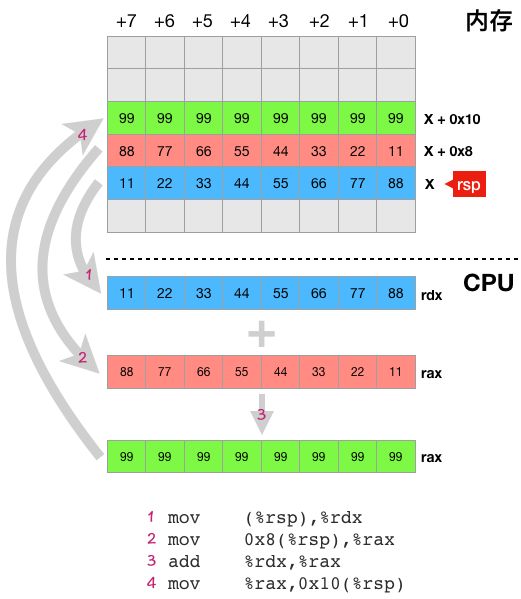 +7 +6 +5 +4 +3 +2 +1 +0 内存
99 99 99 99 99 99 99 99 X + 0x10
4
88 77 66 55 44 33 22 11 X + 0x8
11 22 33 44 55 66 77 88 X rsp
1
CPU
11 22 33 44 55 66 77 88 rdx
+
2
88 77 66 55 44 33 22 11 rax
3
99 99 99 99 99 99 99 99 rax
1 mov (%rsp),%rdx
2 mov 0x8(%rsp),%rax
3 add %rdx,%rax
4 mov %rax,0x10(%rsp)